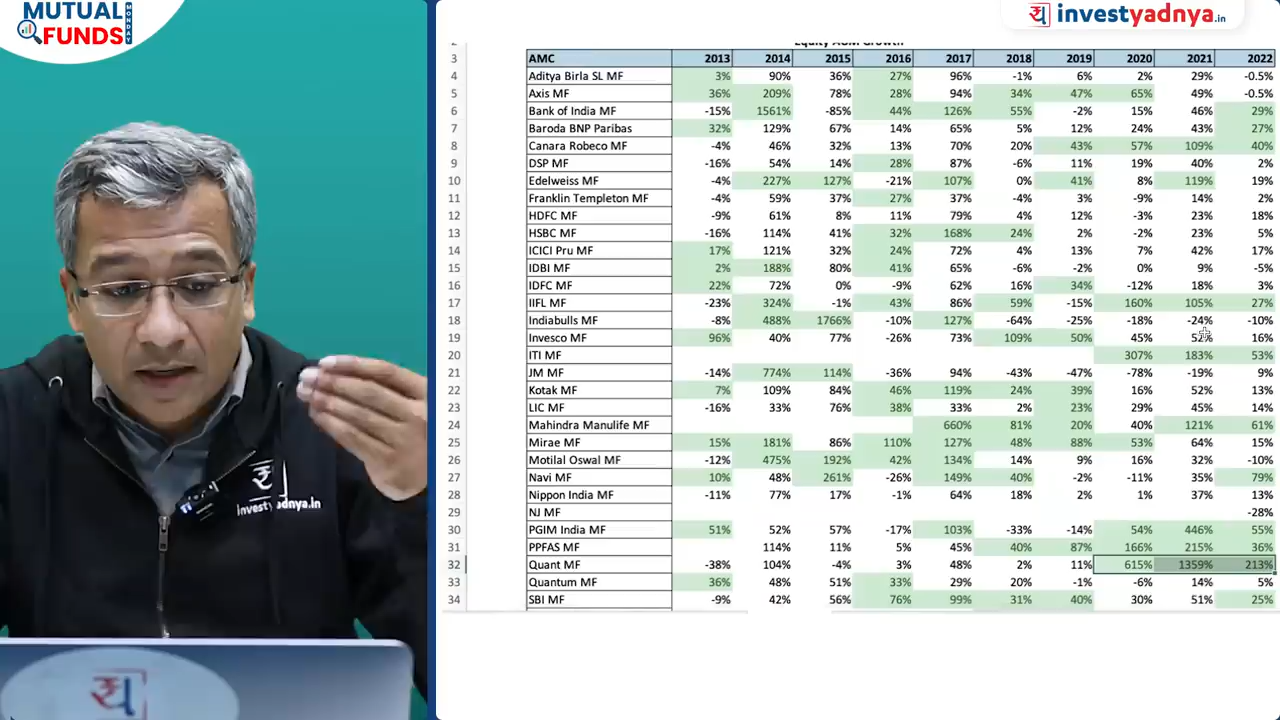 MUTUAL
FUNDS
MONDAY
investyadnya.in
investyadnya.in
2 Equity AUM Growth
3 AMC 2013 2014 2015 2016 2017 2018 2019 2020 2021 2022
4 Aditya Birla SL MF 3% 90% 36% 27% 96% -1% 6% 2% 29% -0.5%
5 Axis MF 36% 209% 78% 28% 94% 34% 47% 65% 49% -0.5%
6 Bank of India MF -15% 1561% -85% 44% 126% 55% -2% 15% 46% 29%
7 Baroda BNP Paribas 32% 129% 67% 14% 65% 5% 12% 24% 43% 27%
8 Canara Robeco MF -4% 46% 32% 13% 70% 20% 43% 57% 109% 40%
9 DSP MF -16% 54% 14% 28% 87% -6% 11% 19% 40% 2%
10 Edelweiss MF -4% 227% 127% -21% 107% 0% 41% 8% 119% 19%
11 Franklin Templeton MF -4% 59% 37% 27% 37% -4% 3% -9% 14% 2%
12 HDFC MF -9% 61% 8% 11% 79% 4% 12% -3% 23% 18%
13 HSBC MF -16% 114% 41% 32% 168% 24% 2% -2% 23% 5%
14 ICICI Pru MF 17% 121% 32% 24% 72% 4% 13% 7% 42% 17%
15 IDBI MF 2% 188% 80% 41% 65% -6% -2% 0% 9% -5%
16 IDFC MF 22% 72% 0% -9% 62% 16% 34% -12% 18% 3%
17 IIFL MF -23% 324% -1% 43% 86% 59% -15% 160% 105% 27%
18 Indiabulls MF -8% 488% 1766% -10% 127% -64% -25% -18% -24% -10%
19 Invesco MF 96% 40% 77% -26% 73% 109% 50% 45% 16%
20 ITI MF 307% 183% 53%
21 JM MF -14% 774% 114% -36% 94% -43% -47% -78% -19% 9%
22 Kotak MF 7% 109% 84% 46% 119% 24% 39% 16% 52% 13%
23 LIC MF -16% 33% 76% 38% 33% 2% 23% 29% 45% 14%
24 Mahindra Manulife MF 660% 81% 20% 40% 121% 61%
25 Mirae MF 15% 181% 86% 110% 127% 48% 88% 53% 64% 15%
26 Motilal Oswal MF -12% 475% 192% 42% 134% 14% 9% 16% 32% -10%
27 Navi MF 10% 48% 261% -26% 149% 40% -2% -11% 35% 79%
28 Nippon India MF -11% 77% 17% -1% 64% 18% 2% 1% 37% 13%
29 NJ MF -28%
30 PGIM India MF 51% 52% 57% -17% 103% -33% -14% 54% 446% 55%
31 PPFAS MF 114% 11% 5% 45% 40% 87% 166% 215% 36%
32 Quant MF -38% 104% -4% 3% 48% 2% 11% 615% 1359% 213%
33 Quantum MF 36% 48% 51% 33% 29% 20% -1% -6% 14% 5%
34 SBI MF -9% 42% 56% 76% 99% 31% 40% 30% 51% 25%